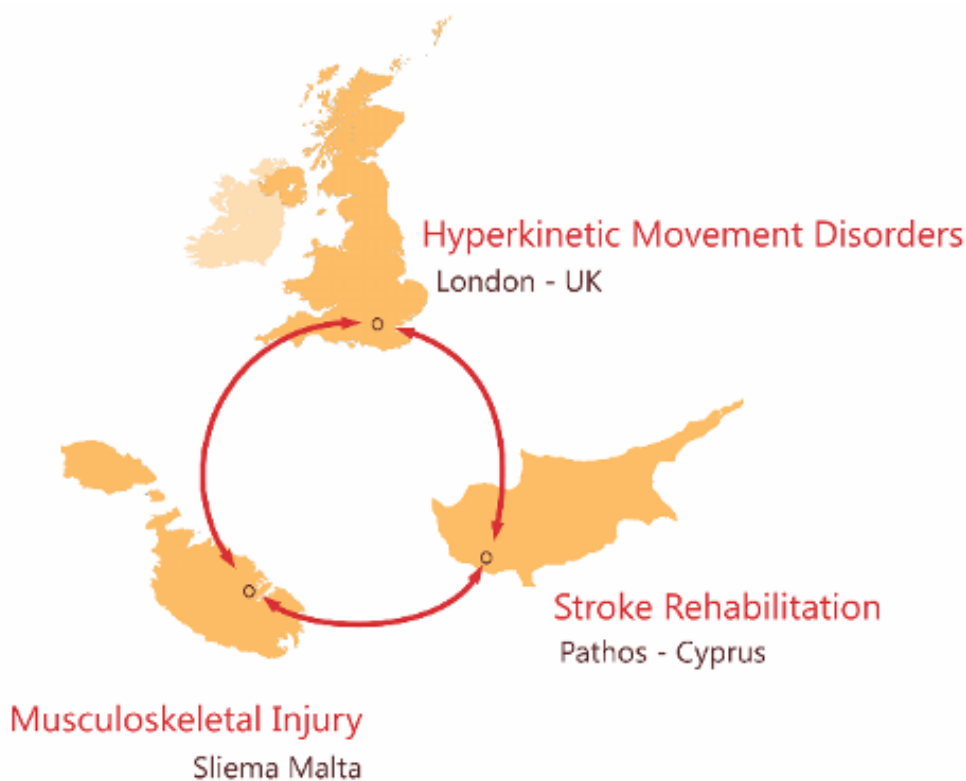 Hyperkinetic Movement Disorders
London - UK
Stroke Rehabilitation
Pathos - Cyprus
Musculoskeletal Injury
Sliema Malta